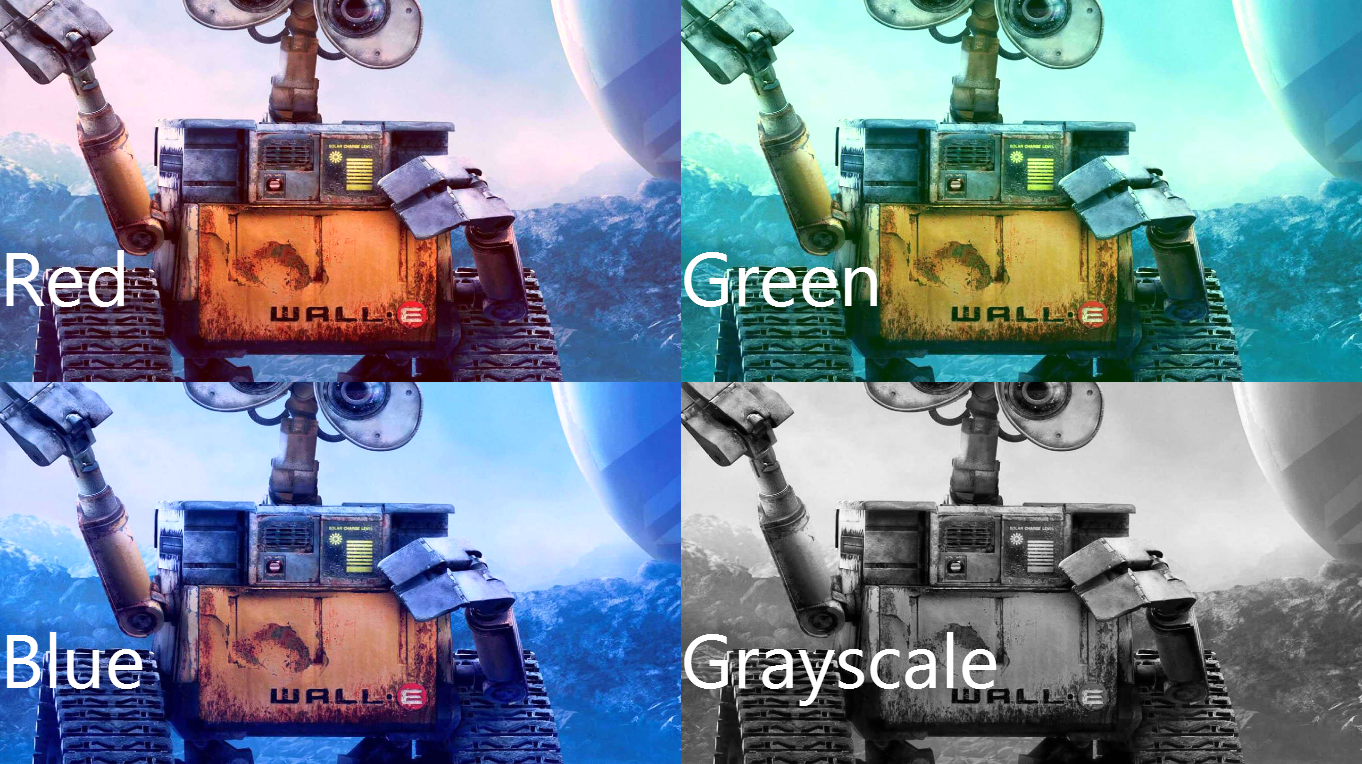 SOLAR CHARGE LEVEL
WALL·E
Red
SOLAR CHARGE LEVEL
WALL·E
Green
SOLAR CHARGE LEVEL
WALL·E
Blue
SOLAR CHARGE LEVEL
WALL·E
Grayscale